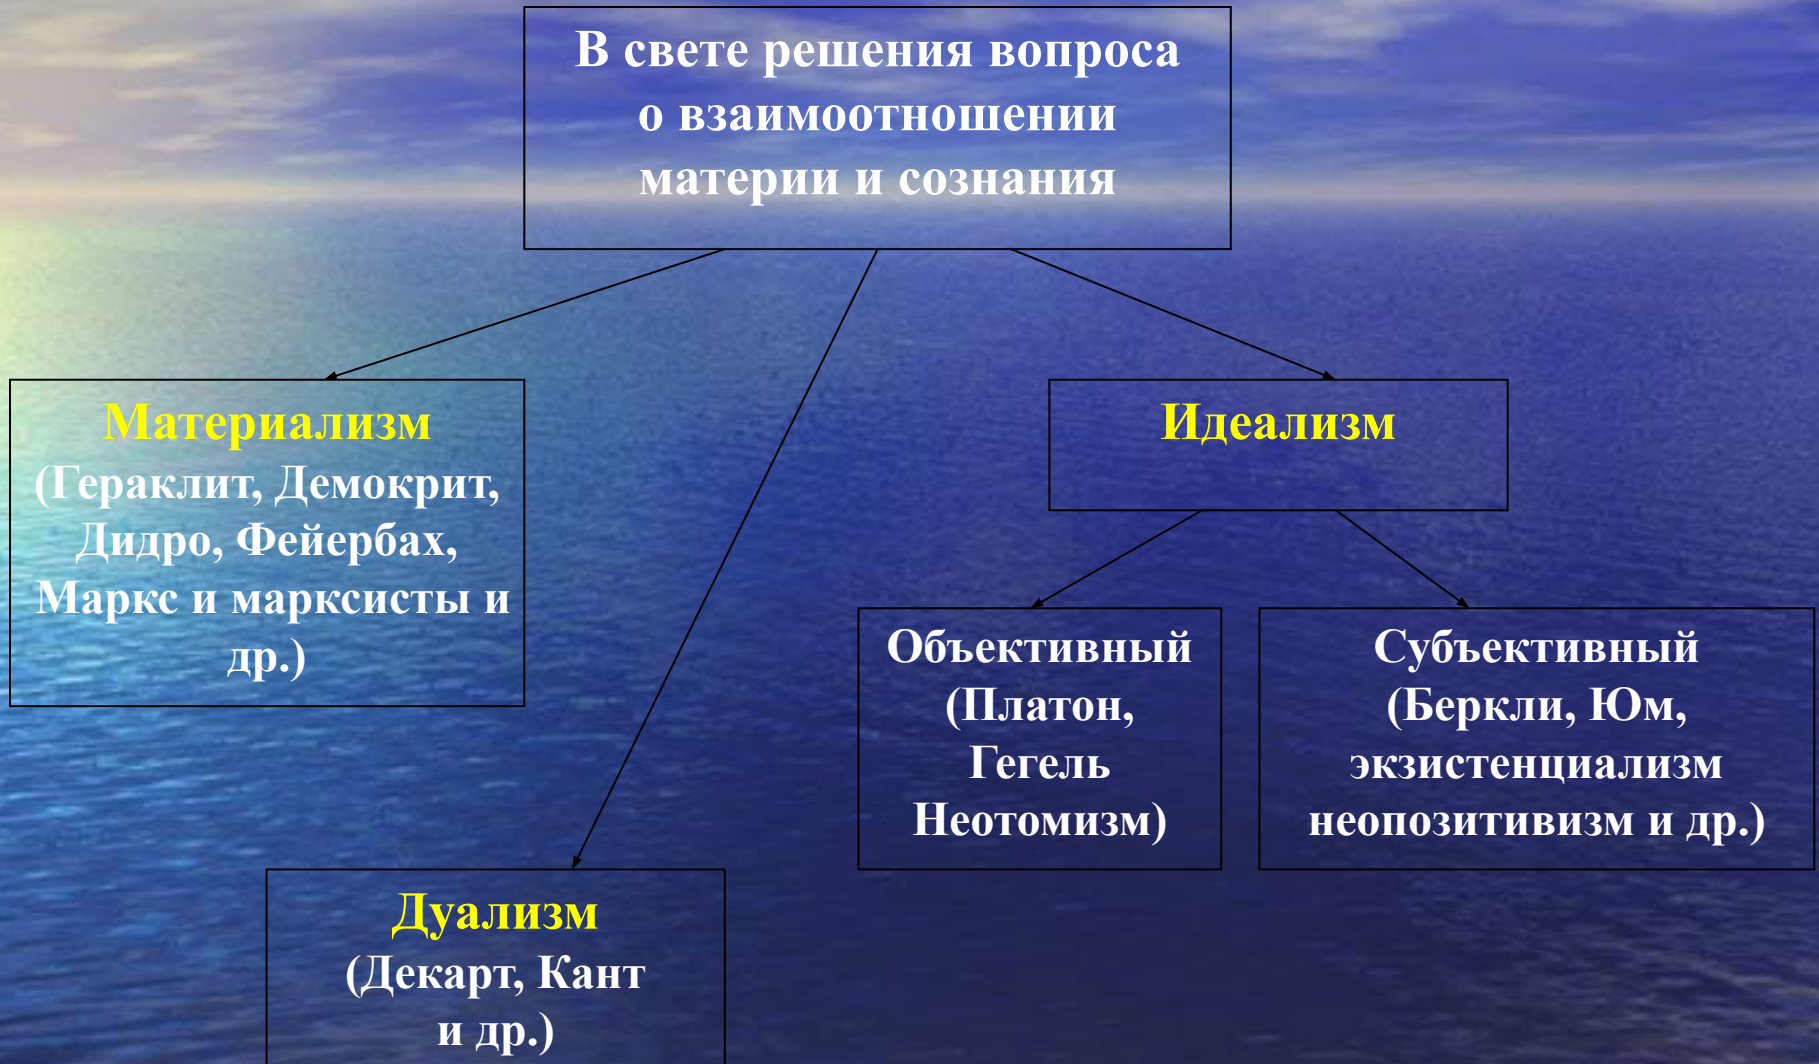 В свете решения вопроса
о взаимоотношении
материи и сознания
Материализм
(Гераклит, Демокрит,
Дидро, Фейербах,
Маркс и марксисты и
др.)
Идеализм
Объективный
(Платон,
Гегель
Неотомизм)
Субъективный
(Беркли, Юм,
экзистенциализм
неопозитивизм и др.)
Дуализм
(Декарт, Кант
и др.)